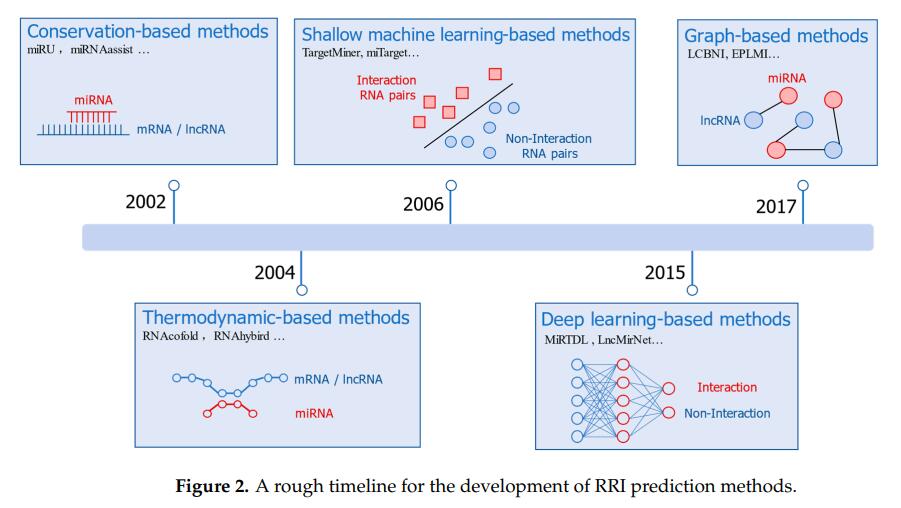 Conservation-based methods
miRU , miRNAassist …
miRNA
mRNA / lncRNA
Shallow machine learning-based methods
TargetMiner, miTarget…
Interaction
RNA pairs
Non-Interaction
RNA pairs
Graph-based methods
LCBNI, EPLMI…
miRNA
lncRNA
2002
2006
2017
2004
2015
Thermodynamic-based methods
RNAcofold , RNAhybird …
mRNA / lncRNA
miRNA
Deep learning-based methods
MiRTDL , LncMirNet…
Interaction
Non-Interaction
Figure 2. A rough timeline for the development of RRI prediction methods.